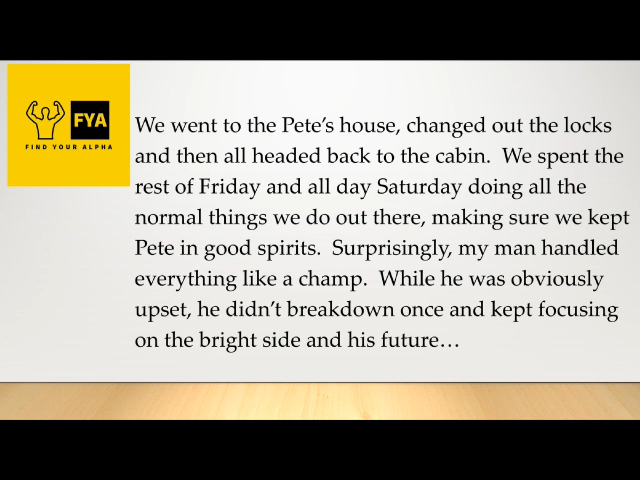 FYA
FIND YOUR ALPHA
We went to the Pete's house, changed out the locks
and then all headed back to the cabin.  We spent the
rest of Friday and all day Saturday doing all the
normal things we do out there, making sure we kept
Pete in good spirits.  Surprisingly, my man handled
everything like a champ.  While he was obviously
upset, he didn't breakdown once and kept focusing
on the bright side and his future…